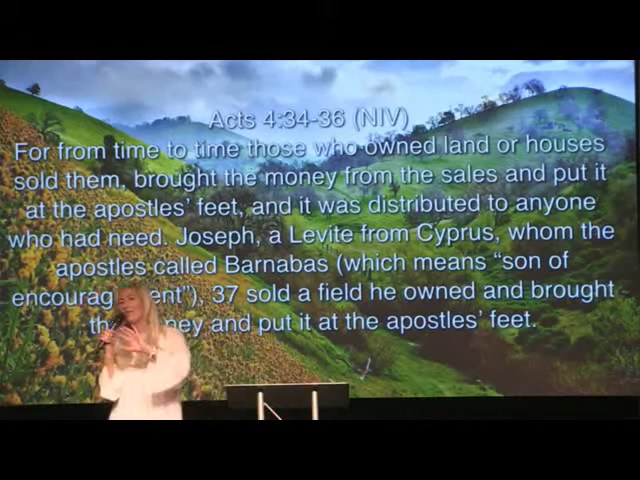 Acts 4:34-36 (NIV)
For from time to time those who owned land or houses
sold them, brought the money from the sales and put it
at the apostles’ feet, and it was distributed to anyone
who had need. Joseph, a Levite from Cyprus, whom the
apostles called Barnabas (which means “son of
encourag ent”), 37 sold a field he owned and brought
and put it at the apostles’ feet.